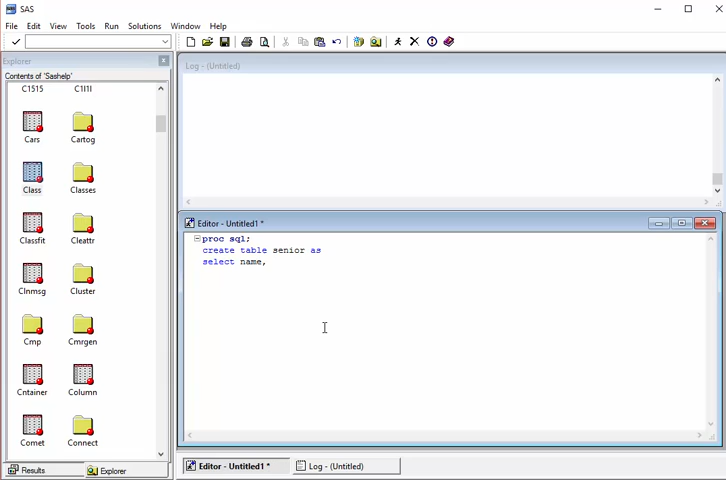 SAS
File Edit View Tools Run Solutions Window Help
Explorer
Contents of 'Sashelp'
C1515 C1I1I
Cars Cartog
Class Classes
Classfit Cleattr
Clnmsg Cluster
Cmp Cmrgen
Cntainer Column
Comet Connect
Results Explorer
Log - (Untitled)
Editor - Untitled1 *
proc sql;
create table senior as
select name,
Editor - Untitled1 * Log - (Untitled)